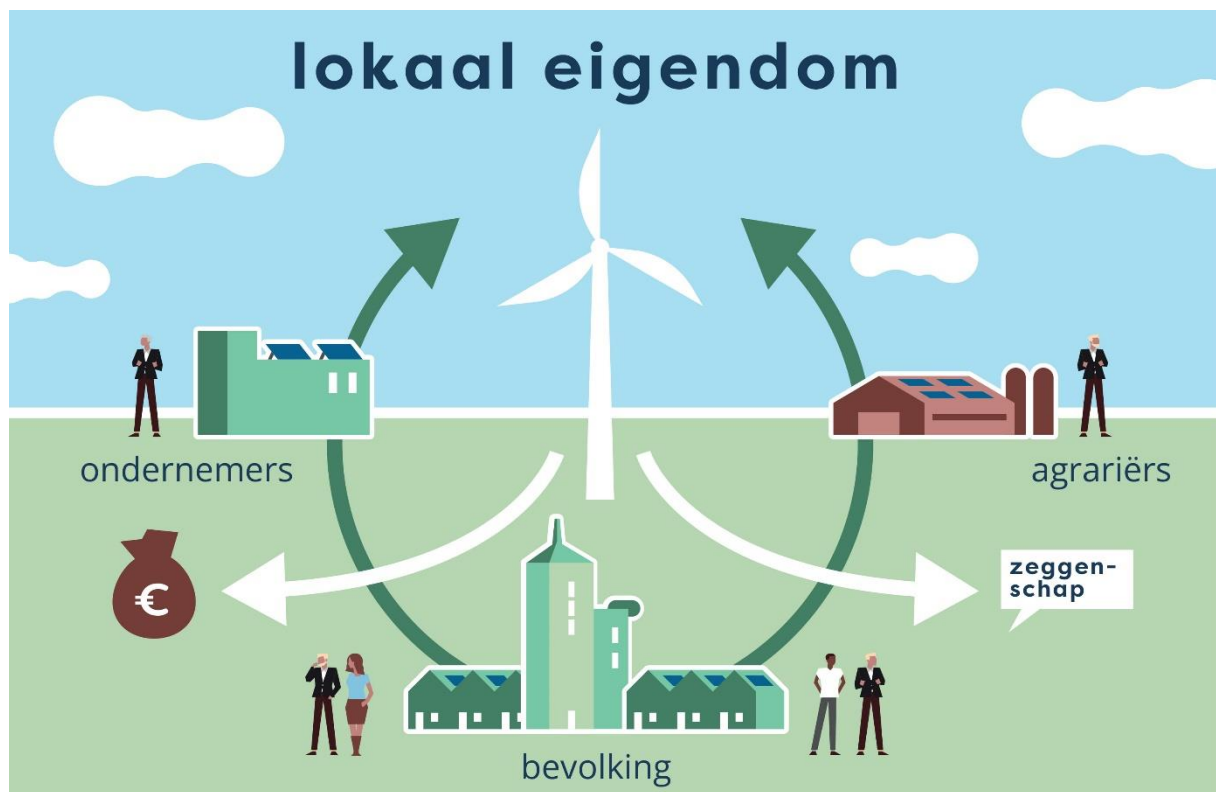 lokaal eigendom
ondernemers
agrariërs
€
zeggen-
schap
bevolking